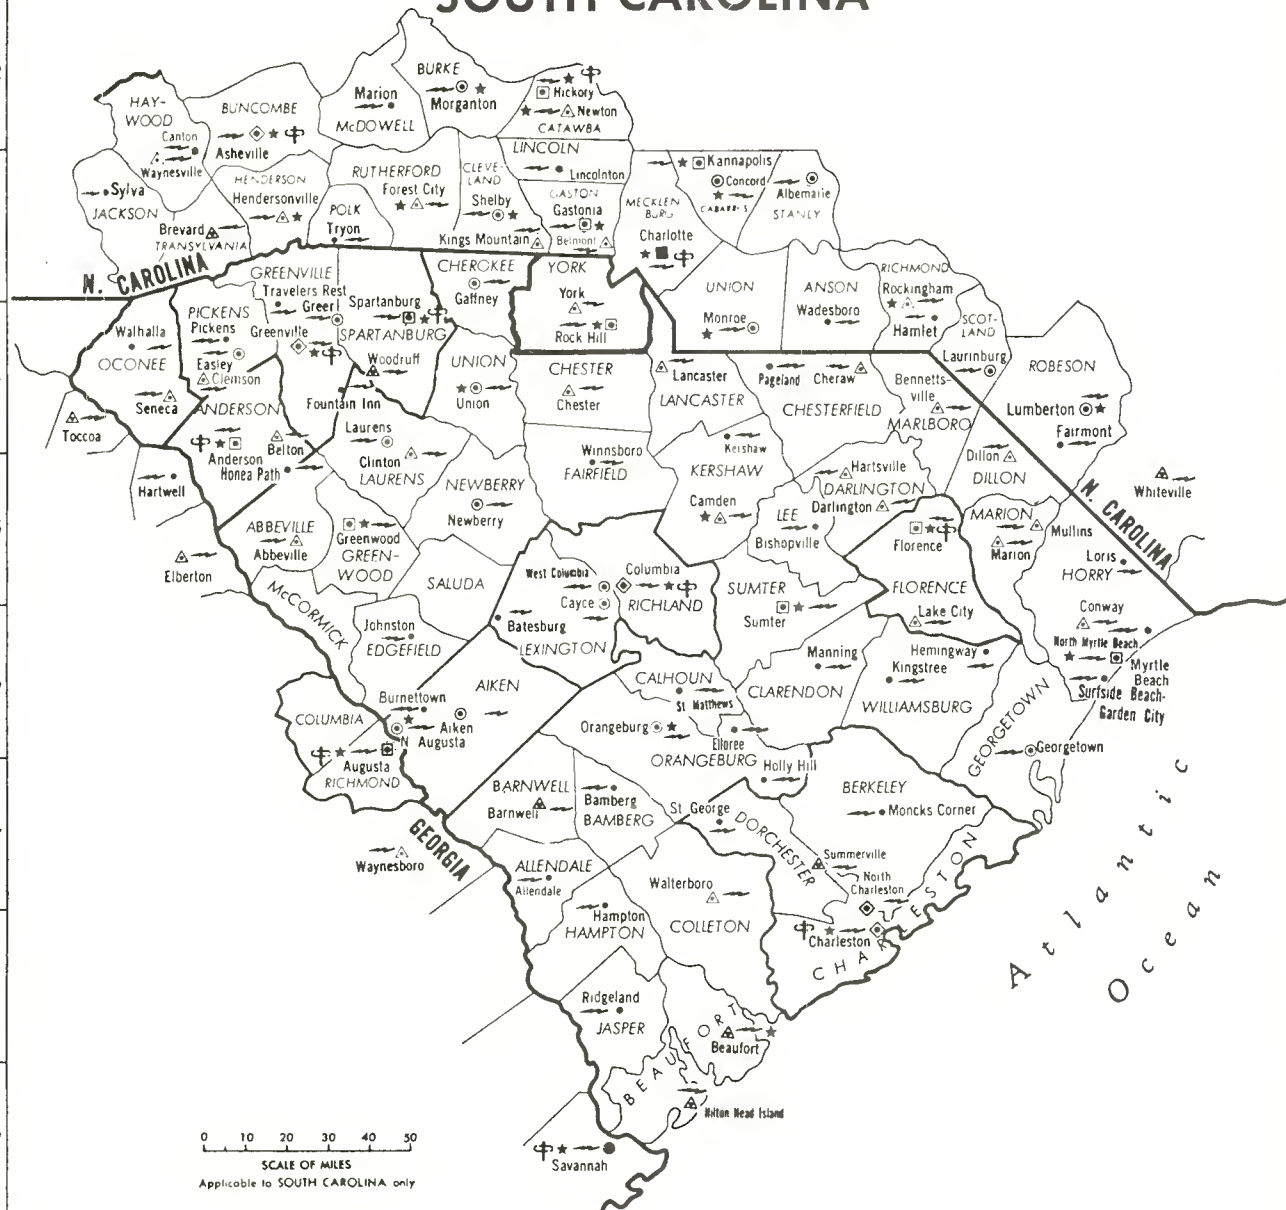 SOUTH CAROLINA
BURKE
Morganton
Marion
McDOWELL
Hickory
Newton
CATAWBA
HAY-
WOOD
Canton
Waynesville
BUNCOMBE
Asheville
LINCOLN
Lincolnton
RUTHERFORD
Forest City
CLEVE-
LAND
Shelby
Kings Mountain
GASTON
Gastonia
Belmont
Kannapolis
Concord
CABARRUS
Albemarle
STANLY
MECKLEN
BURG
Charlotte
Sylva
JACKSON
HENDERSON
Hendersonville
POLK
Tryon
Brevard
TRANSYLVANIA
N. CAROLINA
GREENVILLE
Travelers Rest
Greer
Greenville
Fountain Inn
Spartanburg
SPARTANBURG
Woodruff
CHEROKEE
Gaffney
YORK
York
Rock Hill
UNION
Monroe
ANSON
Wadesboro
RICHMOND
Rockingham
Hamlet
SCOT-
LAND
Laurinburg
ROBESON
Lumberton
Fairmont
Walhalla
OCONEE
Seneca
PICKENS
Pickens
Easley
Clemson
Toccoa
ANDERSON
Anderson
Belton
Honea Path
Hartwell
UNION
Union
CHESTER
Chester
Lancaster
LANCASTER
Pageland
Cheraw
CHESTERFIELD
Bennetts-
ville
MARLBORO
Laurens
Clinton
LAURENS
NEWBERRY
Newberry
Winnsboro
FAIRFIELD
Kershaw
KERSHAW
Camden
Hartsville
DARLINGTON
Darlington
LEE
Bishopville
Dillon
DILLON
N. CAROLINA
Whiteville
MARION
Marion
Mullins
Loris
HORRY
Conway
North Myrtle Beach
Myrtle
Beach
Surfside Beach-
Garden City
ABBEVILLE
Abbeville
Greenwood
GREEN-
WOOD
Elberton
McCORMICK
SALUDA
Johnston
EDGEFIELD
West Columbia
Columbia
Cayce
RICHLAND
Batesburg
LEXINGTON
SUMTER
Sumter
Florence
FLORENCE
Lake City
Manning
CLARENDON
Hemingway
Kingstree
WILLIAMSBURG
GEORGETOWN
Georgetown
COLUMBIA
Augusta
RICHMOND
Burnettown
AIKEN
Aiken
N Augusta
CALHOUN
St Matthews
Orangeburg
Elloree
ORANGEBURG
Holly Hill
BERKELEY
Moncks Corner
BARNWELL
Barnwell
Bamberg
BAMBERG
St George
DORCHESTER
Summerville
North
Charleston
Charleston
CHARLESTON
GEORGIA
Waynesboro
ALLENDALE
Allendale
Hampton
HAMPTON
Walterboro
COLLETON
Ridgeland
JASPER
BEAUFORT
Beaufort
Hilton Head Island
Savannah
Atlantic
Ocean
0 10 20 30 40 50
SCALE OF MILES
Applicable to SOUTH CAROLINA only